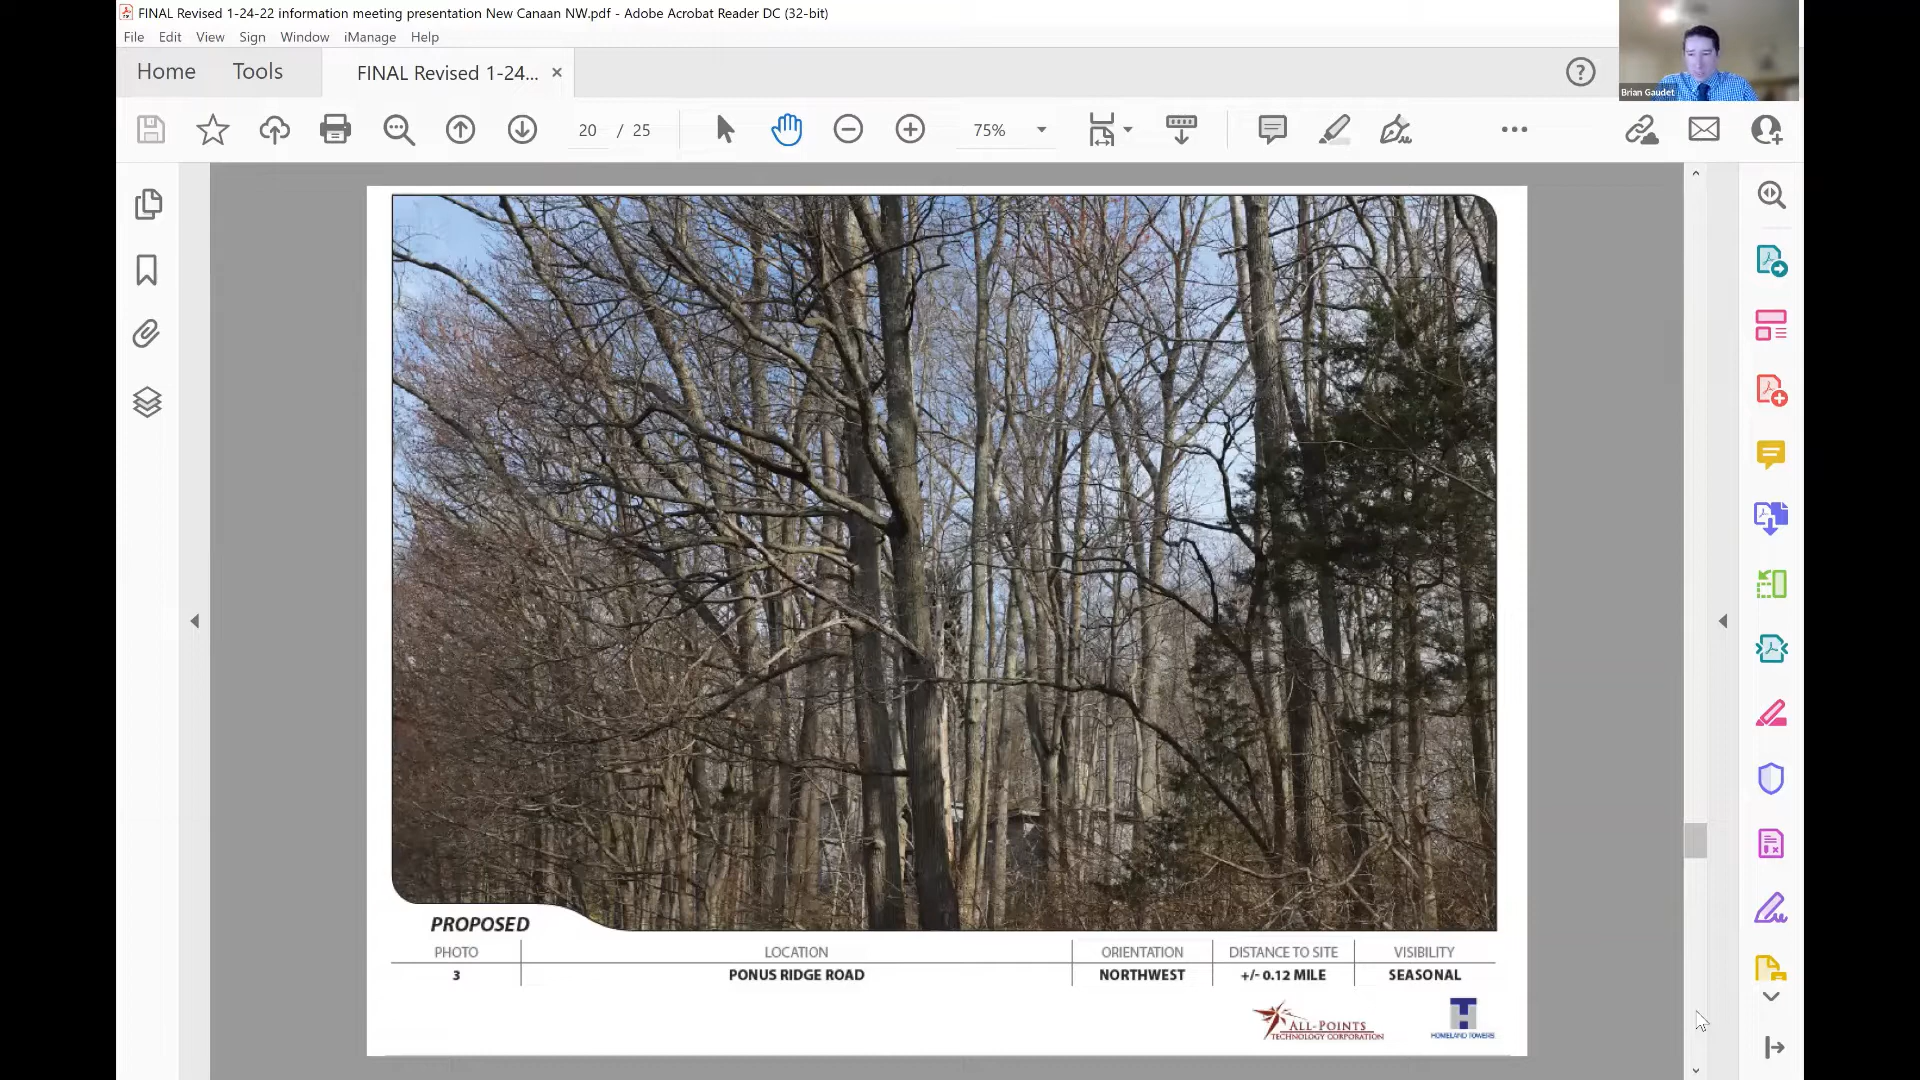 FINAL Revised 1-24-22 information meeting presentation New Canaan NW.pdf - Adobe Acrobat Reader DC (32-bit)
File Edit View Sign Window iManage Help
Home Tools FINAL Revised 1-24... ×
Brian Gaudet
20 / 25 75%
PROPOSED
PHOTO LOCATION ORIENTATION DISTANCE TO SITE VISIBILITY
3 PONUS RIDGE ROAD NORTHWEST +/- 0.12 MILE SEASONAL
ALL-POINTS
TECHNOLOGY CORPORATION
HOMELAND TOWERS